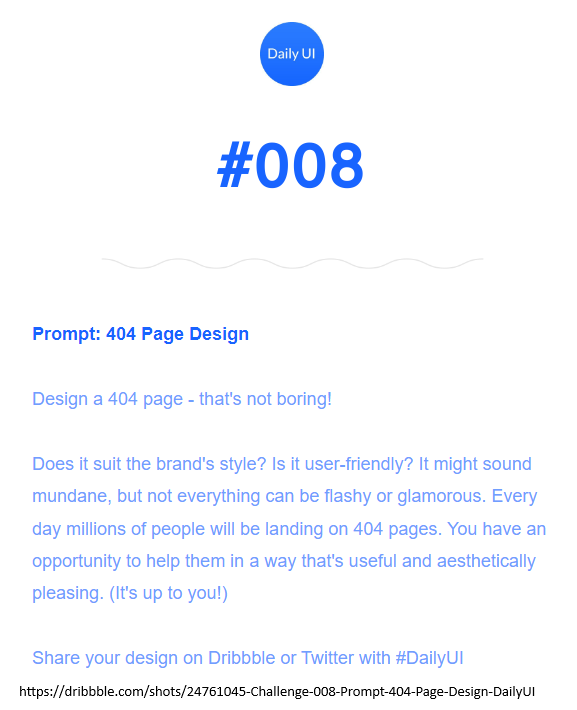 Daily UI
#008
Prompt: 404 Page Design
Design a 404 page - that's not boring!
Does it suit the brand's style? Is it user-friendly? It might sound
mundane, but not everything can be flashy or glamorous. Every
day millions of people will be landing on 404 pages. You have an
opportunity to help them in a way that's useful and aesthetically
pleasing. (It's up to you!)
Share your design on Dribbble or Twitter with #DailyUI
https://dribbble.com/shots/24761045-Challenge-008-Prompt-404-Page-Design-DailyUI